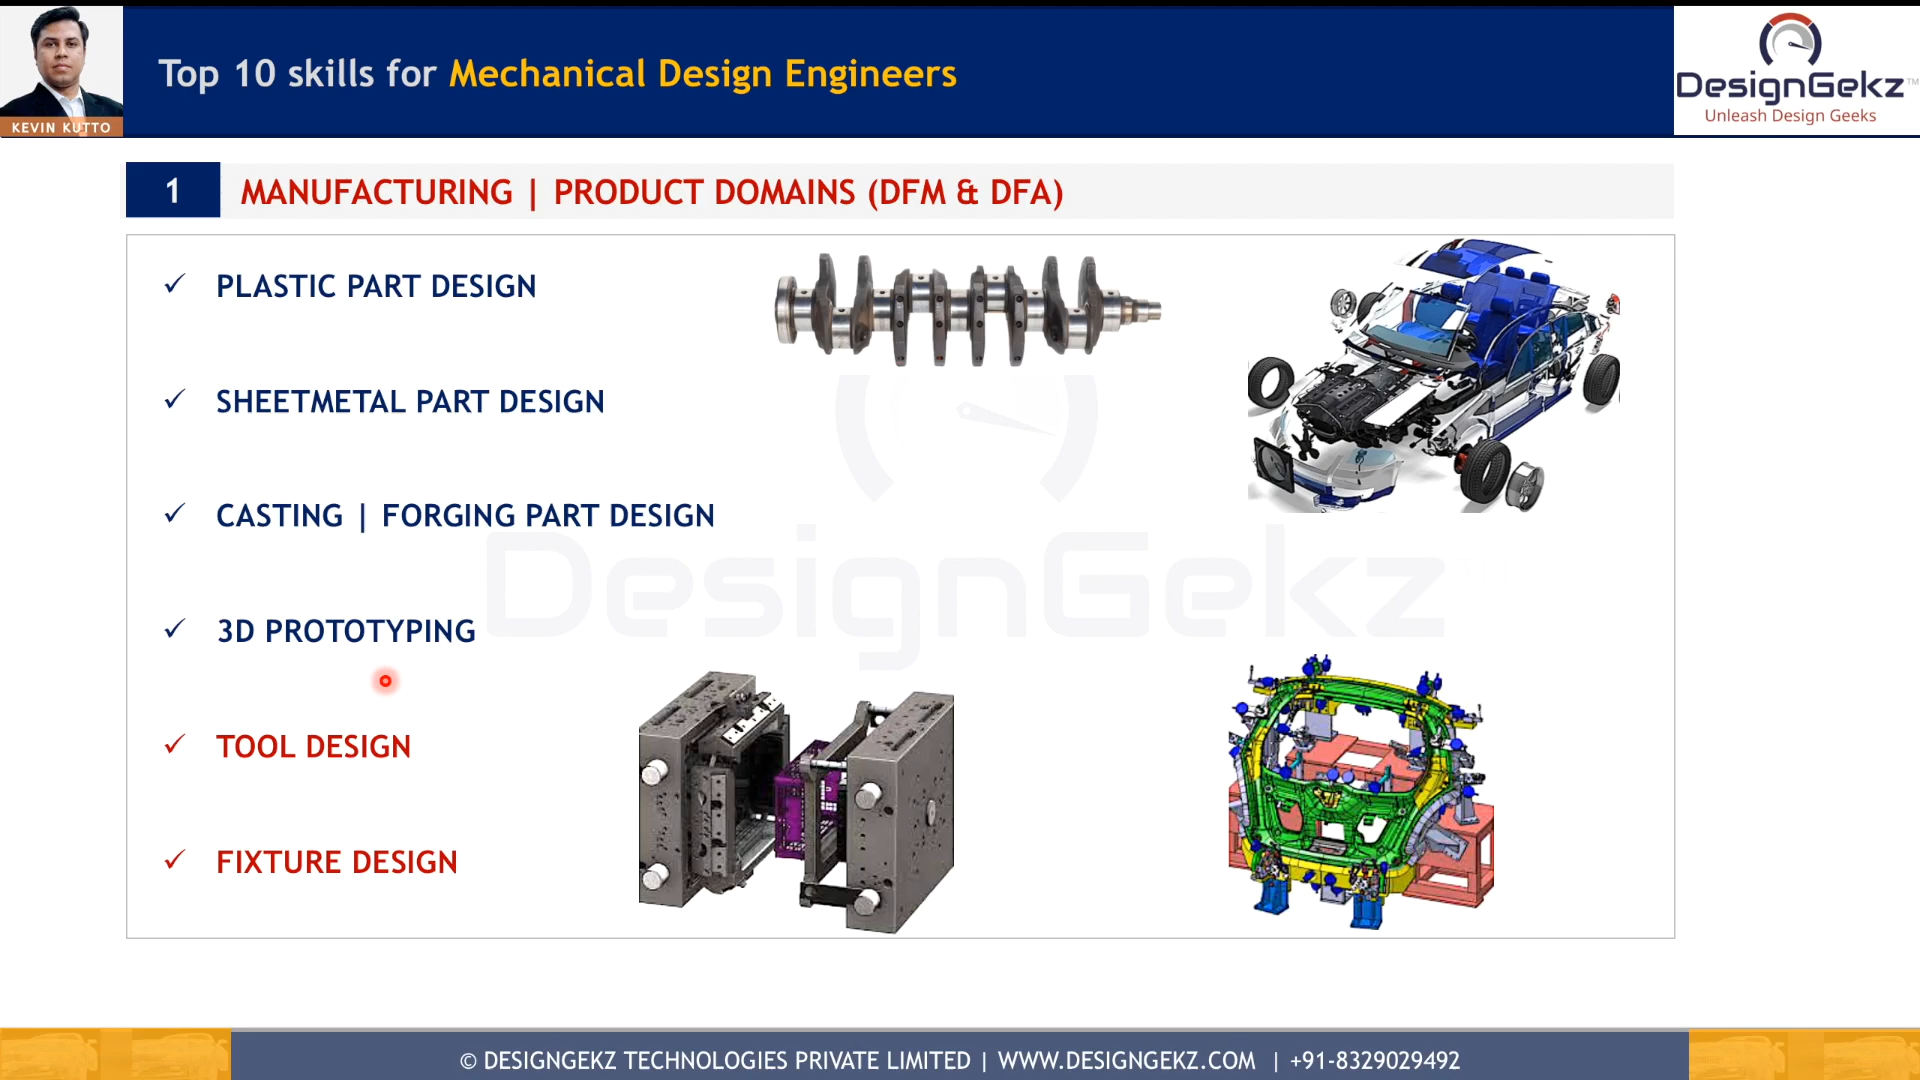 Top 10 skills for Mechanical Design Engineers
KEVIN KUTTO
DesignGekz™
Unleash Design Geeks
1 MANUFACTURING | PRODUCT DOMAINS (DFM & DFA)
✓ PLASTIC PART DESIGN
✓ SHEETMETAL PART DESIGN
✓ CASTING | FORGING PART DESIGN
DesignGekz
✓ 3D PROTOTYPING
✓ TOOL DESIGN
✓ FIXTURE DESIGN
© DESIGNGEKZ TECHNOLOGIES PRIVATE LIMITED | WWW.DESIGNGEKZ.COM | +91-8329029492